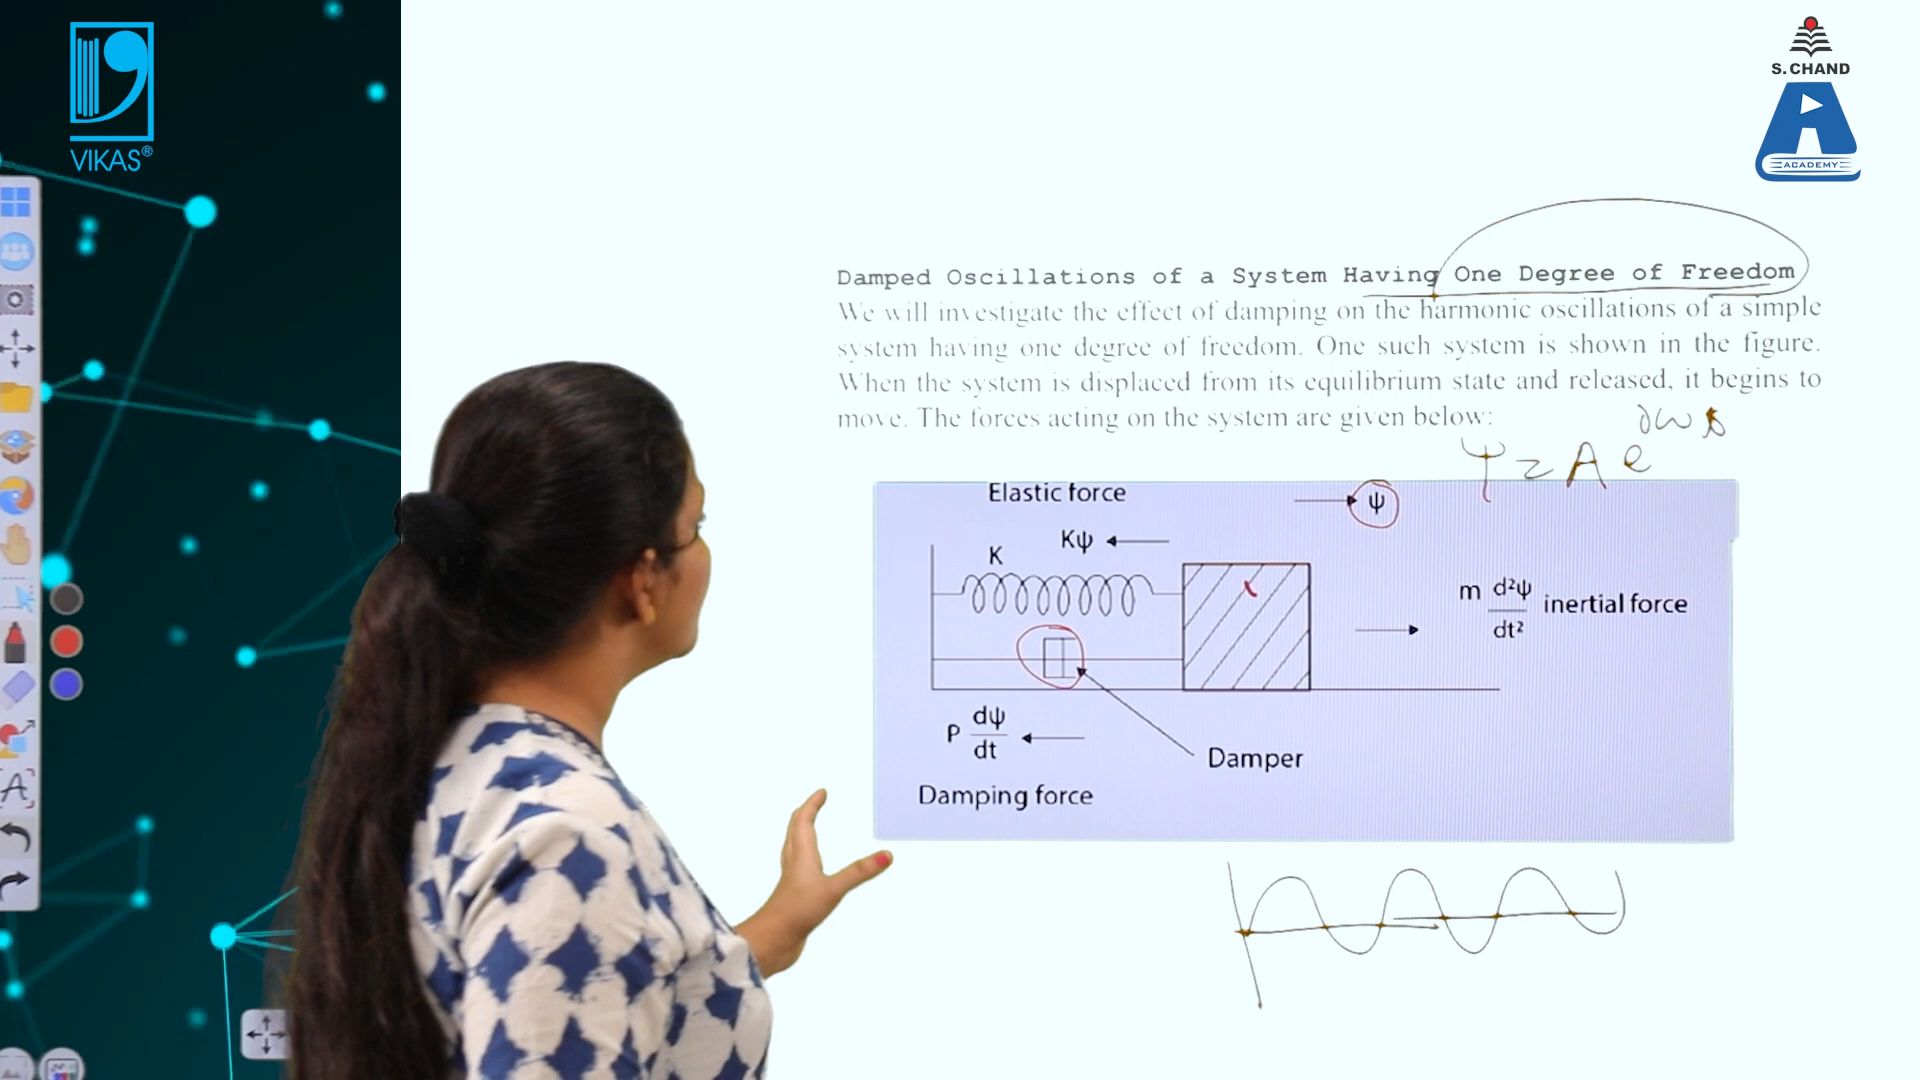 VIKAS®
S. CHAND
ACADEMY
Damped Oscillations of a System Having One Degree of Freedom
We will investigate the effect of damping on the harmonic oscillations of a simple
system having one degree of freedom. One such system is shown in the figure.
When the system is displaced from its equilibrium state and released, it begins to
move. The forces acting on the system are given below:
Ψ = A e
Elastic force
ψ
Kψ
K
m d²ψ/dt² inertial force
P dψ/dt
Damper
Damping force